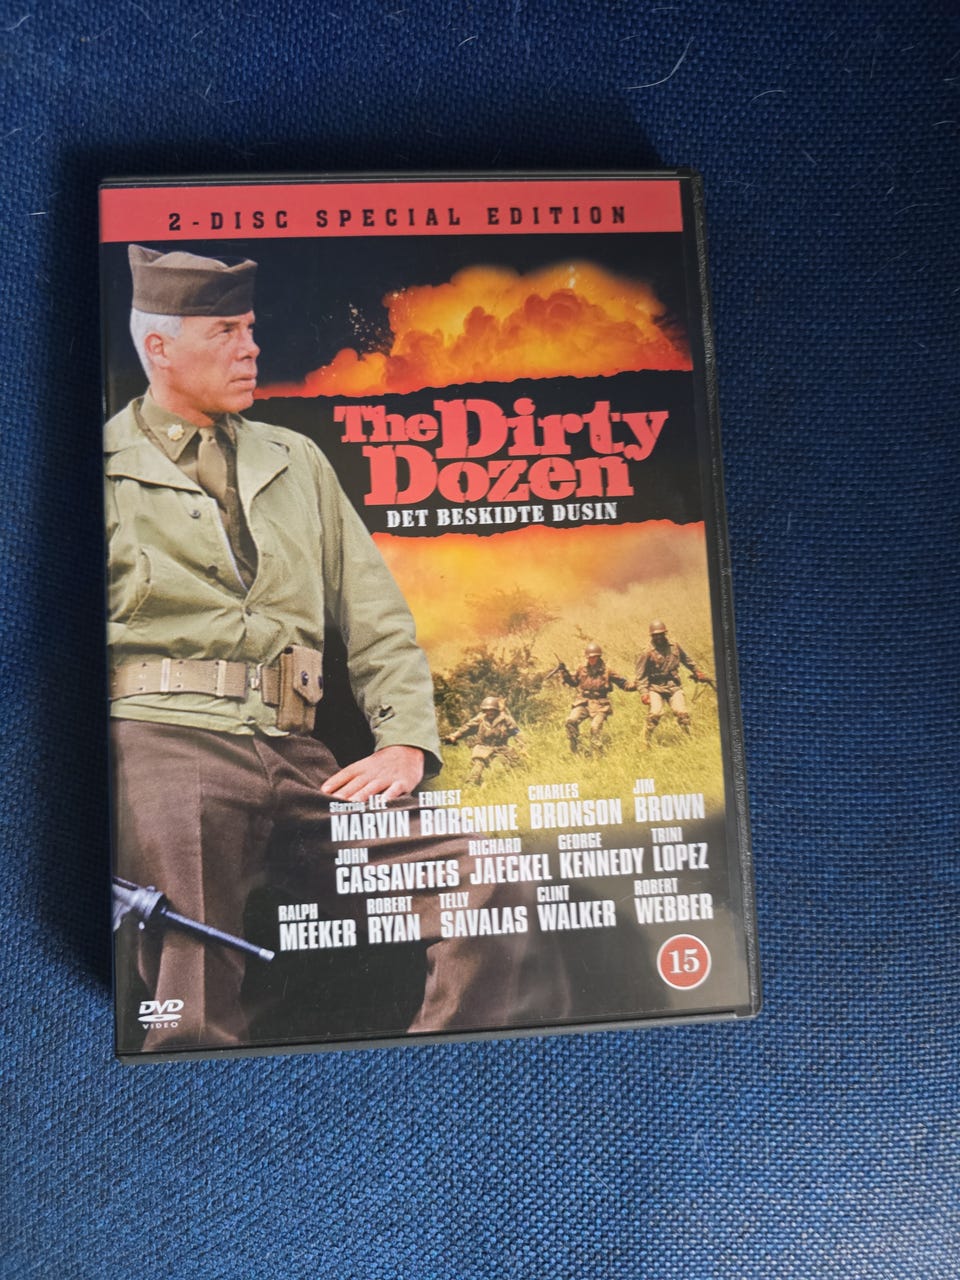 2-DISC SPECIAL EDITION
The Dirty
Dozen
DET BESKIDTE DUSIN
Starring LEE MARVIN ERNEST BORGNINE CHARLES BRONSON JIM BROWN
JOHN CASSAVETES RICHARD JAECKEL GEORGE KENNEDY TRINI LOPEZ
RALPH MEEKER ROBERT RYAN TELLY SAVALAS CLINT WALKER ROBERT WEBBER
15
DVD
VIDEO